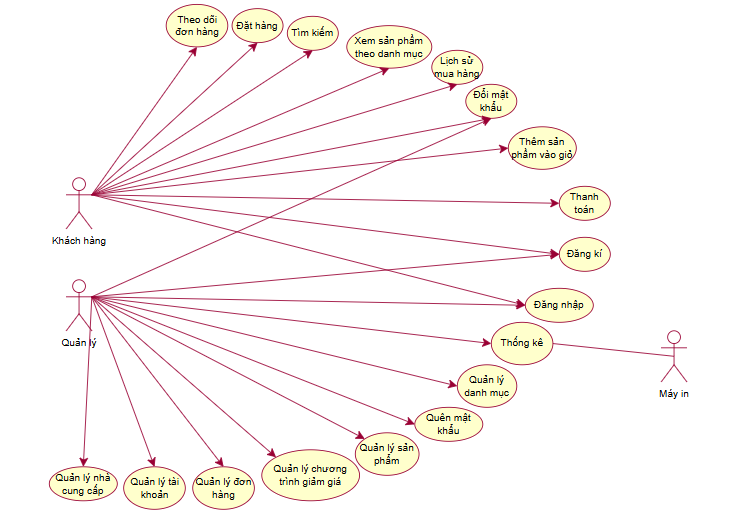 Theo dõi
đơn hàng
Đặt hàng
Tìm kiếm
Xem sản phẩm
theo danh mục
Lịch sử
mua hàng
Đổi mật
khẩu
Thêm sản
phẩm vào giỏ
Thanh
toán
Khách hàng
Đăng kí
Đăng nhập
Quản lý
Thống kê
Máy in
Quản lý
danh mục
Quên mật
khẩu
Quản lý sản
phẩm
Quản lý chương
trình giảm giá
Quản lý đơn
hàng
Quản lý tài
khoản
Quản lý nhà
cung cấp